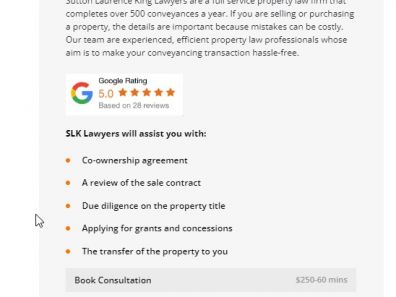 Sutton Laurence King Lawyers are a full service property law firm that
completes over 500 conveyances a year. If you are selling or purchasing
a property, the details are important because mistakes can be costly.
Our team are experienced, efficient property law professionals whose
aim is to make your conveyancing transaction hassle-free.
Google Rating
5.0
Based on 28 reviews
SLK Lawyers will assist you with:
Co-ownership agreement
A review of the sale contract
Due diligence on the property title
Applying for grants and concessions
The transfer of the property to you
Book Consultation $250-60 mins